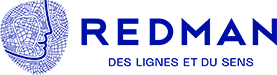 REDMAN
DES LIGNES ET DU SENS